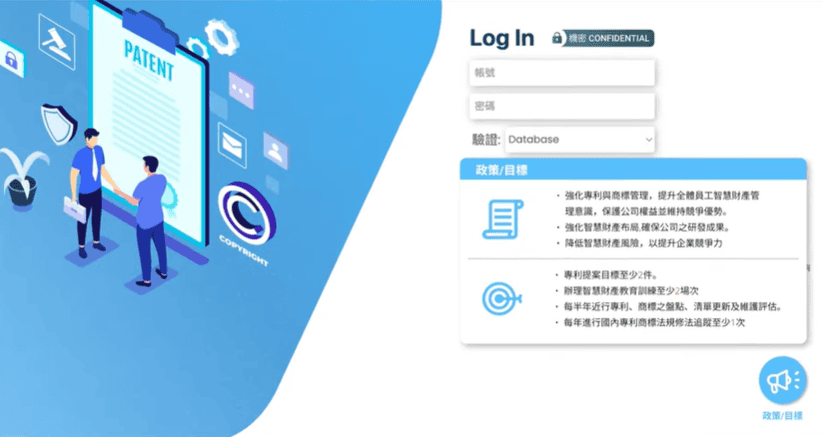 PATENT
COPYRIGHT
Log In
機密 CONFIDENTIAL
帳號
密碼
驗證: Database
政策/目標
・強化專利與商標管理，提升全體員工智慧財產管
理意識，保護公司權益並維持競爭優勢。
・強化智慧財產布局,確保公司之研發成果。
・降低智慧財產風險，以提升企業競爭力
・專利提案目標至少2件。
・辦理智慧財產教育訓練至少2場次
・每半年近行專利、商標之盤點、清單更新及維護評估。
・每年進行國內專利商標法規修法追蹤至少1次
政策/目標